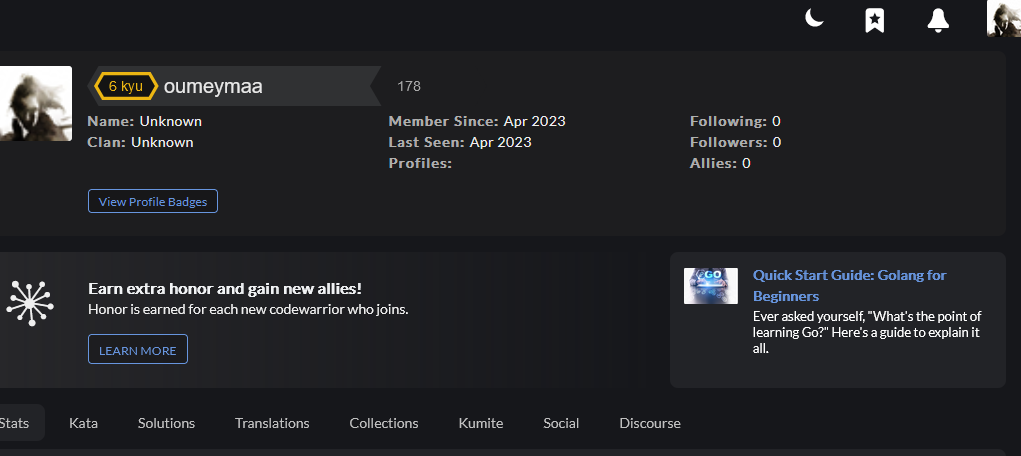 6 kyu oumeymaa 178
Name: Unknown
Clan: Unknown
Member Since: Apr 2023
Last Seen: Apr 2023
Profiles:
Following: 0
Followers: 0
Allies: 0
View Profile Badges
Earn extra honor and gain new allies!
Honor is earned for each new codewarrior who joins.
LEARN MORE
GO
Quick Start Guide: Golang for
Beginners
Ever asked yourself, "What's the point of
learning Go?" Here's a guide to explain it
all.
Stats Kata Solutions Translations Collections Kumite Social Discourse